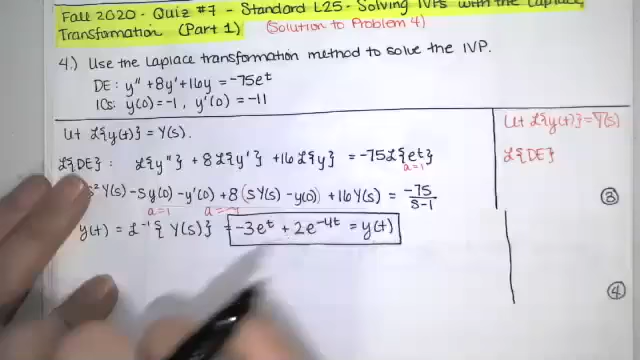 Fall 2020 - Quiz #7 - Standard L25 - Solving IVPs with the Laplace
Transformation (Part 1) (Solution to Problem 4)
4.) Use the Laplace transformation method to solve the IVP.
DE: y" + 8y' + 16y = -75e^t
ICs: y(0) = -1, y'(0) = -11
Let ℒ{y(t)} = Y(s).
Let ℒ{y(t)} = Y(s)
ℒ{DE}: ℒ{y"} + 8ℒ{y'} + 16ℒ{y} = -75ℒ{e^t}
a=1
ℒ{DE}
s²Y(s) - sy(0) - y'(0) + 8(sY(s) - y(0)) + 16Y(s) = -75/(s-1)
3
a=1
y(t) = ℒ^-1{Y(s)} = -3e^t + 2e^-4t = y(t)
4